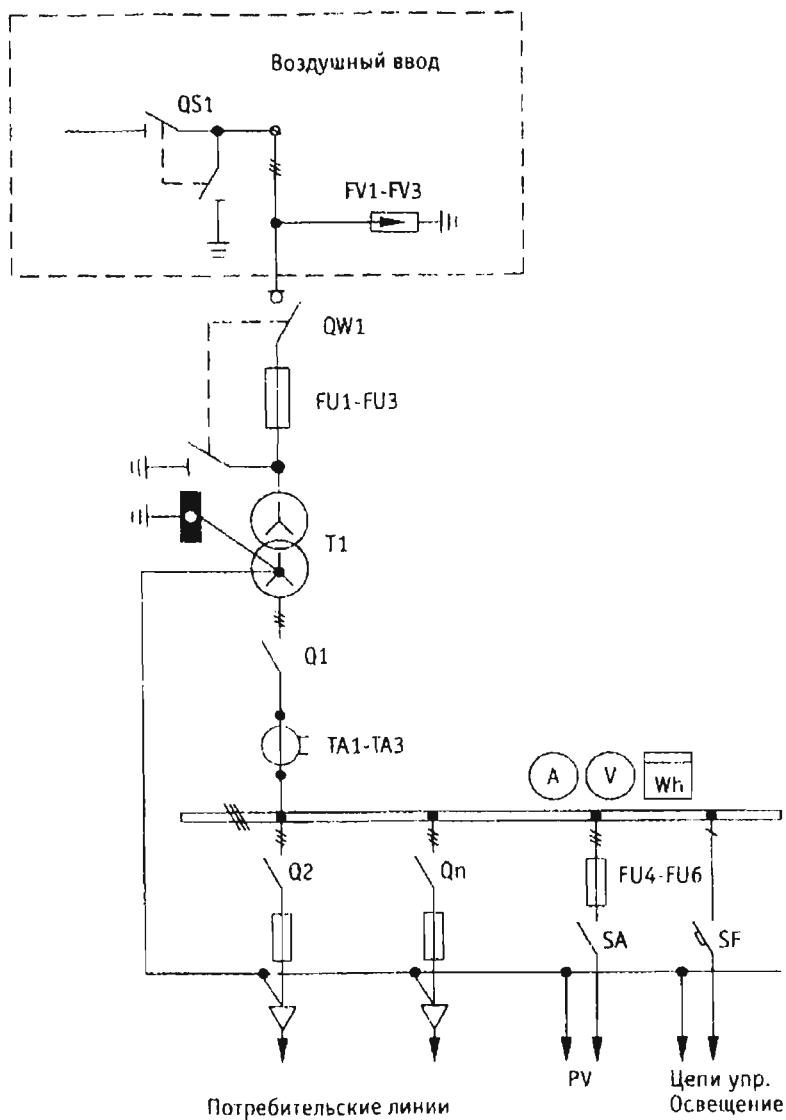 Воздушный ввод
QS1
FV1-FV3
QW1
FU1-FU3
T1
Q1
TA1-TA3
A
V
Wh
Q2
Qn
FU4-FU6
SA
SF
PV
Цепи упр.
Освещение
Потребительские линии